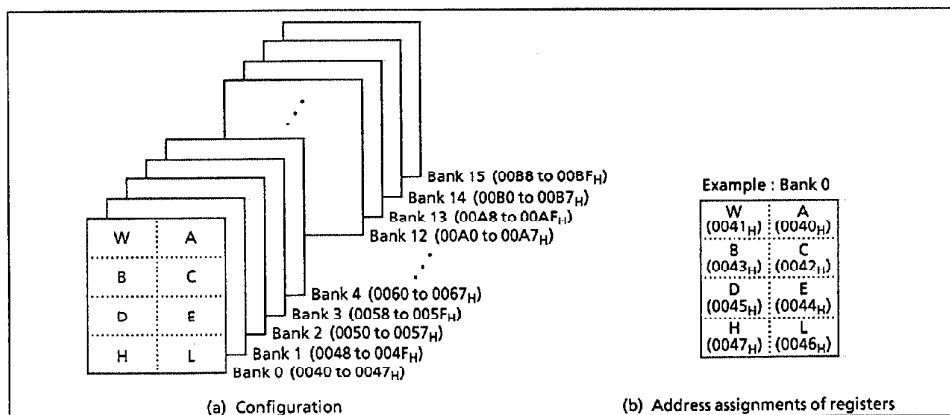 Bank 15 (00B8 to 00BFH)
Bank 14 (00B0 to 00B7H)
Bank 13 (00A8 to 00AFH)
Bank 12 (00A0 to 00A7H)
Bank 4 (0060 to 0067H)
Bank 3 (0058 to 005FH)
Bank 2 (0050 to 0057H)
Bank 1 (0048 to 004FH)
Bank 0 (0040 to 0047H)
W A
B C
D E
H L
(a) Configuration
Example : Bank 0
W A
(0041H) (0040H)
B C
(0043H) (0042H)
D E
(0045H) (0044H)
H L
(0047H) (0046H)
(b) Address assignments of registers